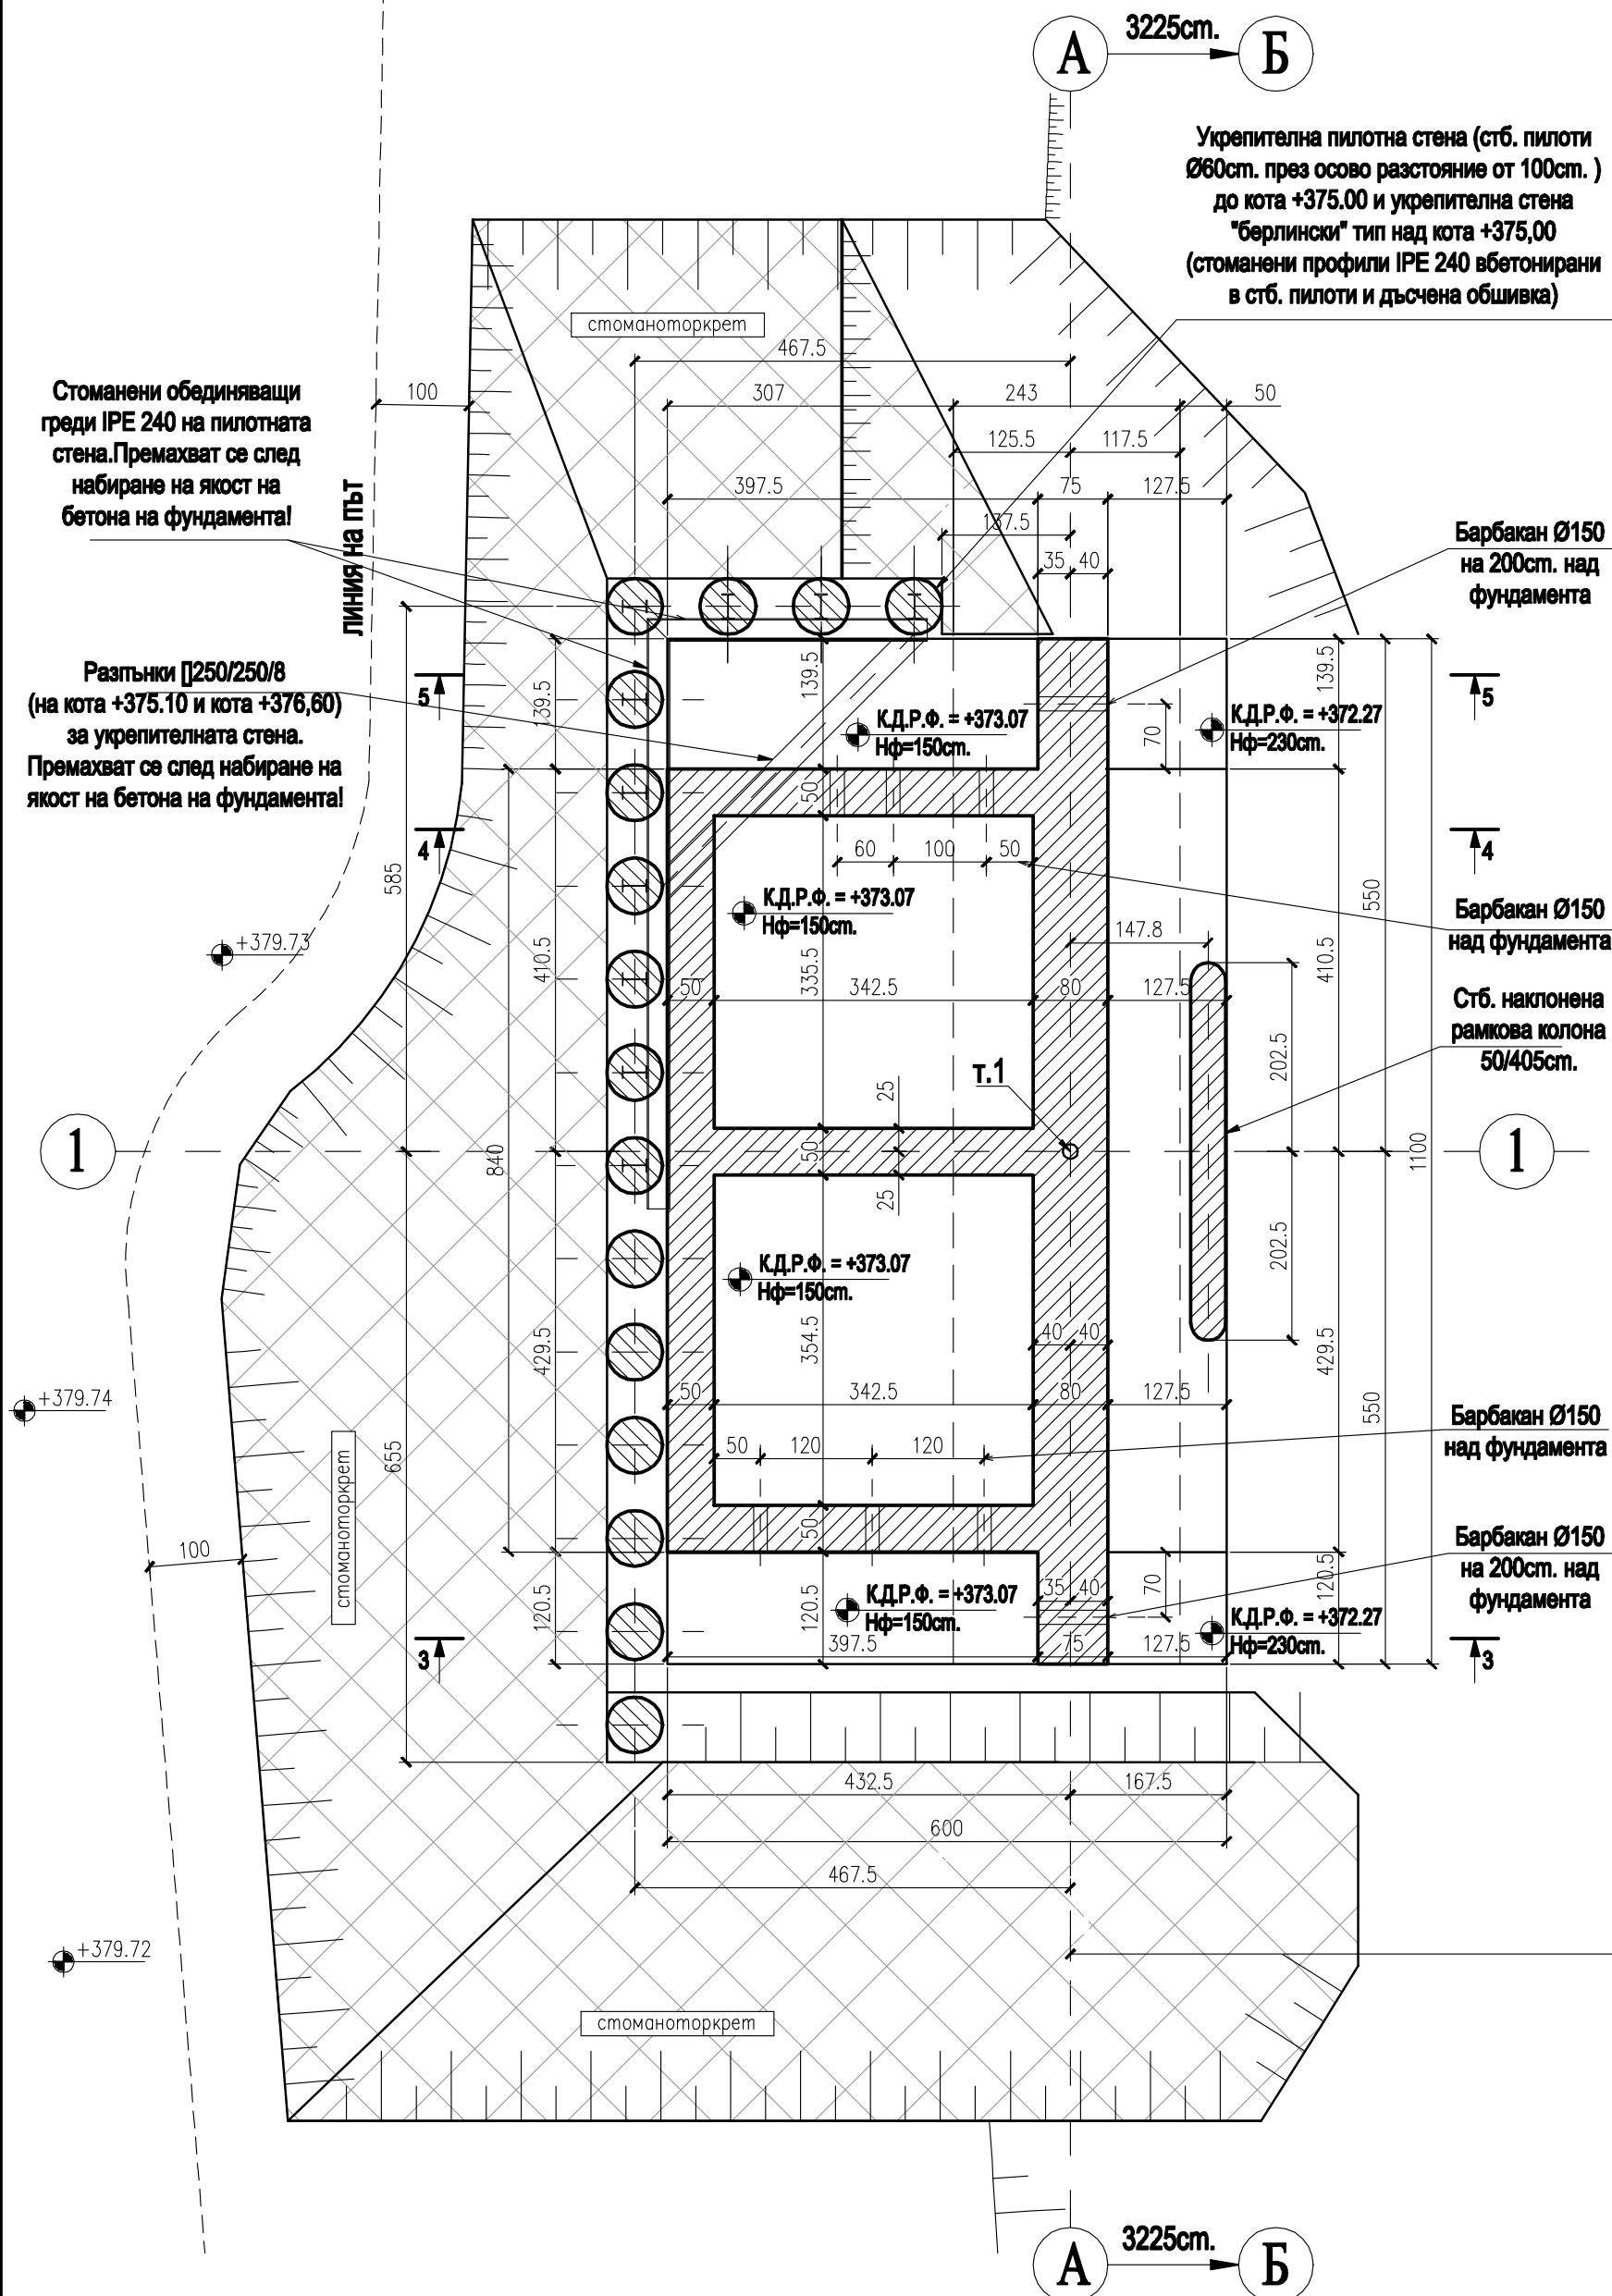 3225cm.
А
Б
Укрепителна пилотна стена (стб. пилоти
Ø60cm. през осово разстояние от 100cm. )
до кота +375.00 и укрепителна стена
"берлински" тип над кота +375,00
(стоманени профили IPE 240 вбетонирани
в стб. пилоти и дъсчена обшивка)
стоманоторкрет
467.5
Стоманени обединяващи
греди IPE 240 на пилотната
стена.Премахват се след
набиране на якост на
бетона на фундамента!
100
307
243
50
125.5
117.5
397.5
75
127.5
137.5
35
40
ЛИНИЯ НА ПЪТ
Барбакан Ø150
на 200cm. над
фундамента
Разпънки []250/250/8
(на кота +375.10 и кота +376,60)
за укрепителната стена.
Премахват се след набиране на
якост на бетона на фундамента!
5
139.5
139.5
139.5
5
К.Д.Р.Ф. = +373.07
Hф=150cm.
70
К.Д.Р.Ф. = +372.27
Hф=230cm.
50
4
60
100
50
4
585
550
К.Д.Р.Ф. = +373.07
Hф=150cm.
Барбакан Ø150
над фундамента
+379.73
147.8
410.5
335.5
410.5
50
342.5
80
127.5
Стб. наклонена
рамкова колона
50/405cm.
202.5
т.1
25
1
840
50
1100
1
25
202.5
К.Д.Р.Ф. = +373.07
Hф=150cm.
429.5
354.5
40
40
429.5
+379.74
50
342.5
80
127.5
550
Барбакан Ø150
над фундамента
50
120
120
655
стоманоторкрет
100
50
Барбакан Ø150
на 200cm. над
фундамента
120.5
120.5
К.Д.Р.Ф. = +373.07
Hф=150cm.
35
40
70
120.5
К.Д.Р.Ф. = +372.27
Hф=230cm.
3
397.5
75
127.5
3
432.5
167.5
600
467.5
+379.72
стоманоторкрет
3225cm.
А
Б